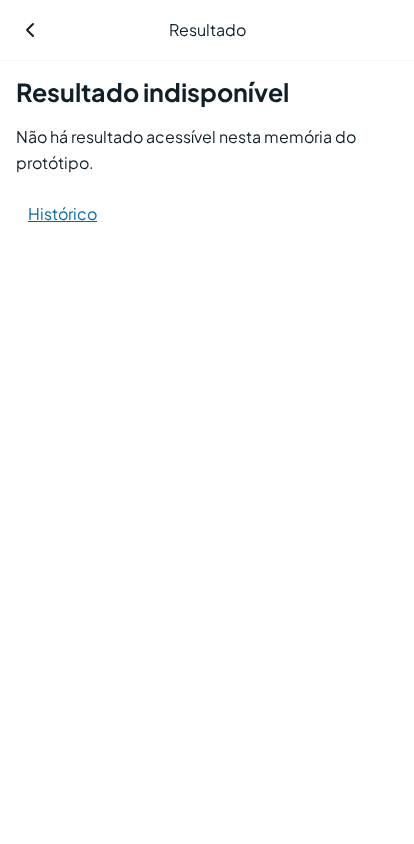 Resultado
Resultado indisponível
Não há resultado acessível nesta memória do
protótipo.
Histórico